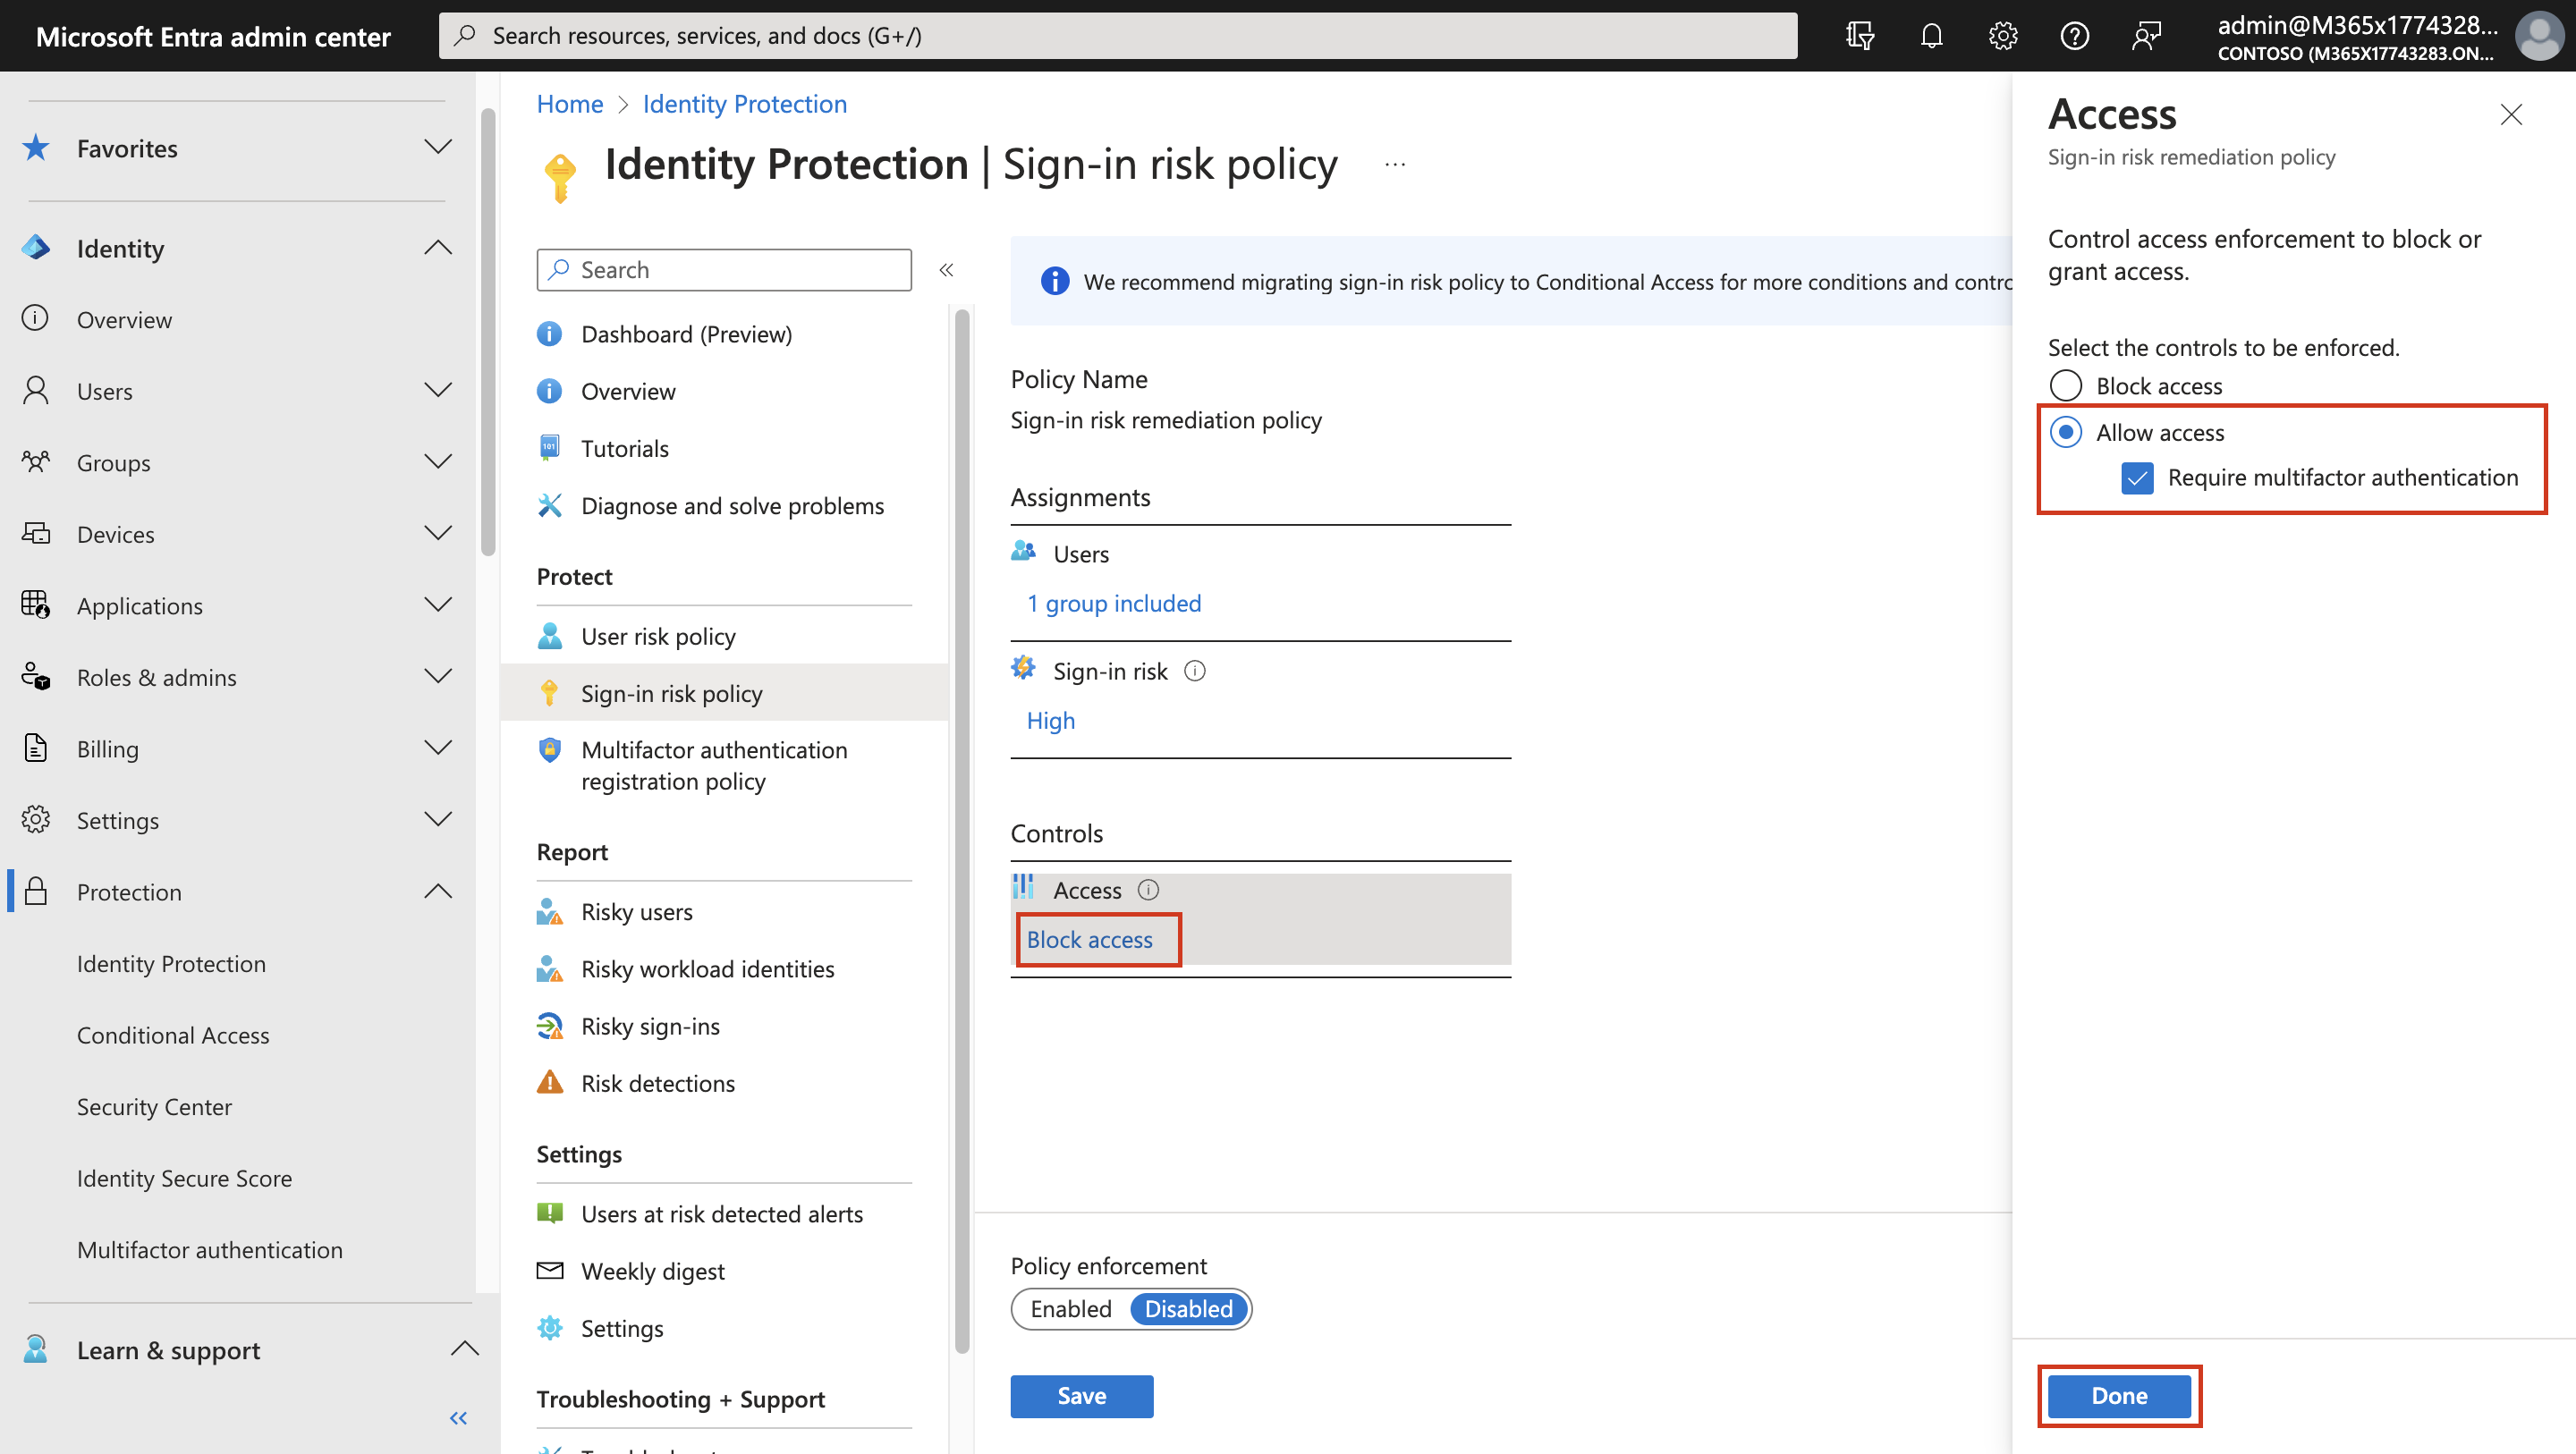 Microsoft Entra admin center
Search resources, services, and docs (G+/)
admin@M365x1774328...
CONTOSO (M365X17743283.ON...
Favorites
Identity
Overview
Users
Groups
Devices
Applications
Roles & admins
Billing
Settings
Protection
Identity Protection
Conditional Access
Security Center
Identity Secure Score
Multifactor authentication
Learn & support
Home > Identity Protection
Identity Protection | Sign-in risk policy ...
Search
Dashboard (Preview)
Overview
Tutorials
Diagnose and solve problems
Protect
User risk policy
Sign-in risk policy
Multifactor authentication
registration policy
Report
Risky users
Risky workload identities
Risky sign-ins
Risk detections
Settings
Users at risk detected alerts
Weekly digest
Settings
Troubleshooting + Support
We recommend migrating sign-in risk policy to Conditional Access for more conditions and contro
Policy Name
Sign-in risk remediation policy
Assignments
Users
1 group included
Sign-in risk
High
Controls
Access
Block access
Policy enforcement
Enabled Disabled
Save
Access
Sign-in risk remediation policy
Control access enforcement to block or
grant access.
Select the controls to be enforced.
Block access
Allow access
Require multifactor authentication
Done